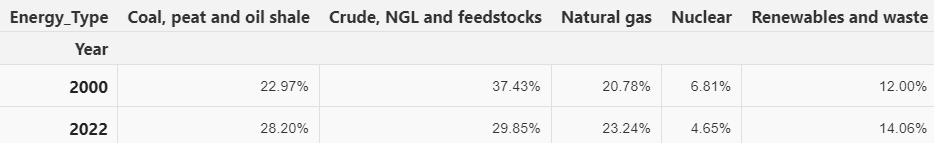 Energy_Type Coal, peat and oil shale Crude, NGL and feedstocks Natural gas Nuclear Renewables and waste
Year
2000 22.97% 37.43% 20.78% 6.81% 12.00%
2022 28.20% 29.85% 23.24% 4.65% 14.06%